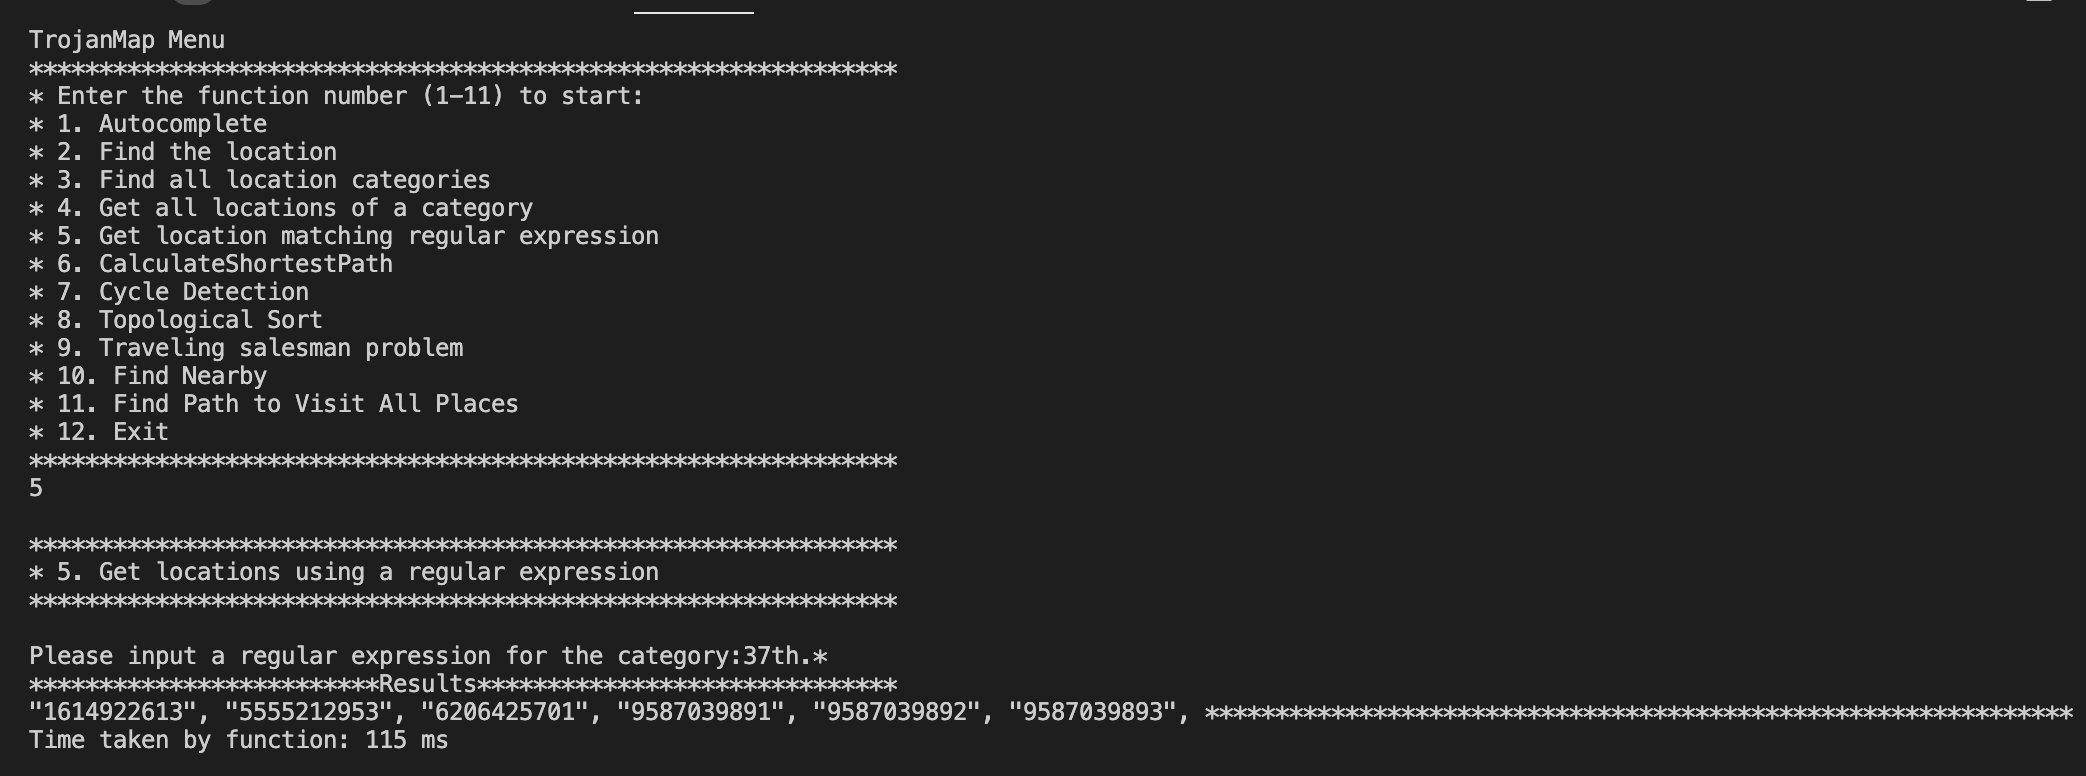 TrojanMap Menu
**************************************************************
* Enter the function number (1-11) to start:
* 1. Autocomplete
* 2. Find the location
* 3. Find all location categories
* 4. Get all locations of a category
* 5. Get location matching regular expression
* 6. CalculateShortestPath
* 7. Cycle Detection
* 8. Topological Sort
* 9. Traveling salesman problem
* 10. Find Nearby
* 11. Find Path to Visit All Places
* 12. Exit
**************************************************************
5
**************************************************************
* 5. Get locations using a regular expression
**************************************************************
Please input a regular expression for the category:37th.*
*************************Results******************************
"1614922613", "5555212953", "6206425701", "9587039891", "9587039892", "9587039893", **************************************************************
Time taken by function: 115 ms